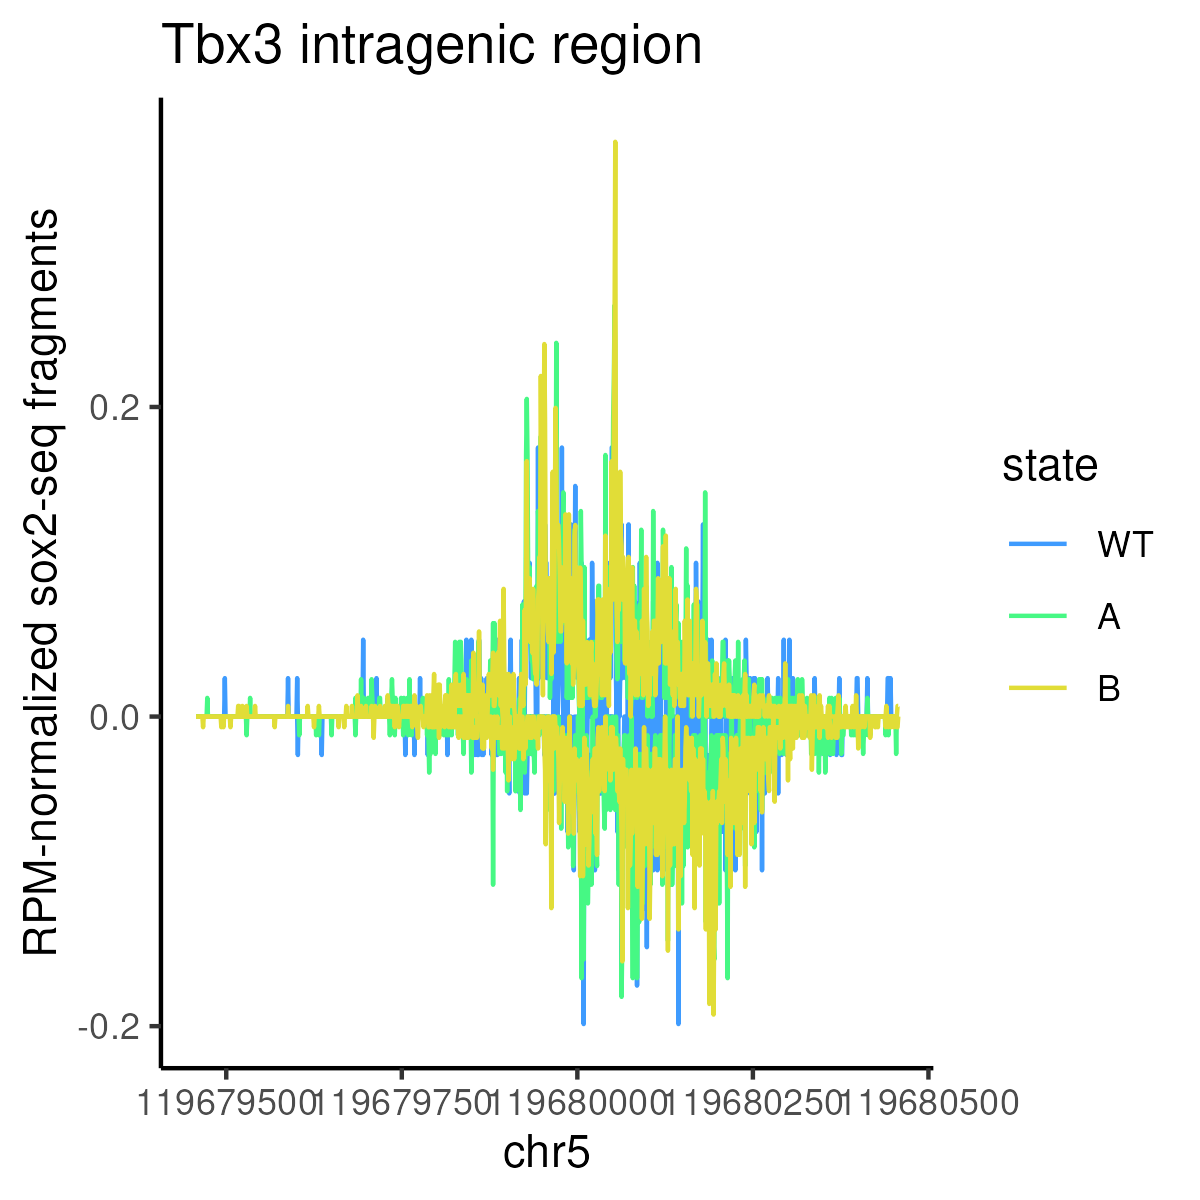 Tbx3 intragenic region
RPM-normalized sox2-seq fragments
0.2
0.0
-0.2
119679500
119679750
119680000
119680250
119680500
chr5
state
WT
A
B